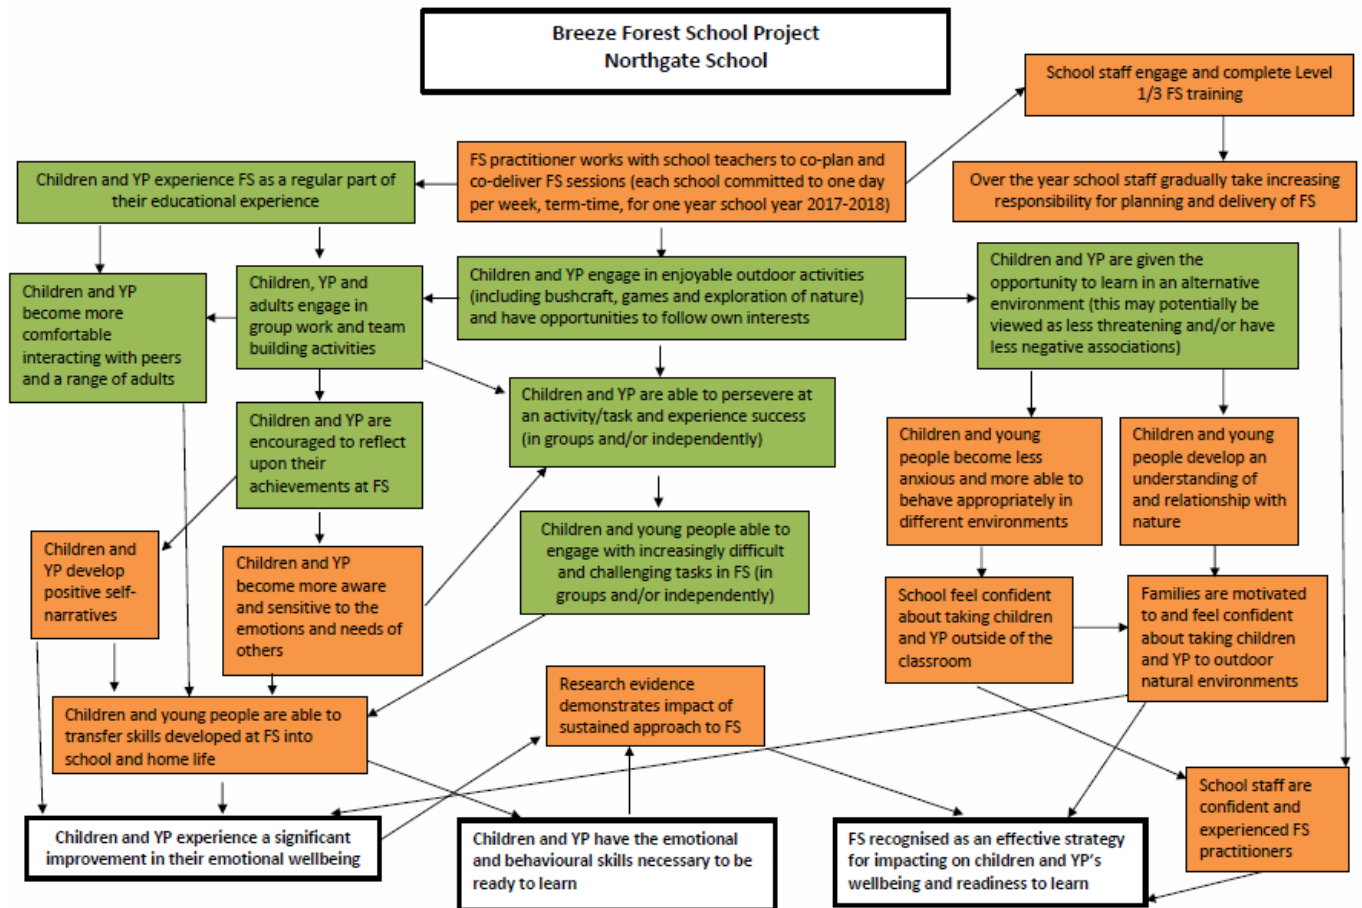 Breeze Forest School Project
Northgate School
School staff engage and complete Level
1/3 FS training
FS practitioner works with school teachers to co-plan and
co-deliver FS sessions (each school committed to one day
per week, term-time, for one year school year 2017-2018)
Children and YP experience FS as a regular part of
their educational experience
Over the year school staff gradually take increasing
responsibility for planning and delivery of FS
Children and YP
become more
comfortable
interacting with peers
and a range of adults
Children, YP and
adults engage in
group work and team
building activities
Children and YP engage in enjoyable outdoor activities
(including bushcraft, games and exploration of nature)
and have opportunities to follow own interests
Children and YP are given the
opportunity to learn in an alternative
environment (this may potentially be
viewed as less threatening and/or have
less negative associations)
Children and YP are able to persevere at
an activity/task and experience success
(in groups and/or independently)
Children and YP are
encouraged to reflect
upon their
achievements at FS
Children and young
people become less
anxious and more able to
behave appropriately in
different environments
Children and young
people develop an
understanding of
and relationship with
nature
Children and young people able to
engage with increasingly difficult
and challenging tasks in FS (in
groups and/or independently)
Children and
YP develop
positive self-
narratives
Children and YP
become more aware
and sensitive to the
emotions and needs of
others
School feel confident
about taking children
and YP outside of the
classroom
Families are motivated
to and feel confident
about taking children
and YP to outdoor
natural environments
Research evidence
demonstrates impact of
sustained approach to FS
Children and young people are able to
transfer skills developed at FS into
school and home life
School staff are
confident and
experienced FS
practitioners
Children and YP experience a significant
improvement in their emotional wellbeing
Children and YP have the emotional
and behavioural skills necessary to be
ready to learn
FS recognised as an effective strategy
for impacting on children and YP's
wellbeing and readiness to learn